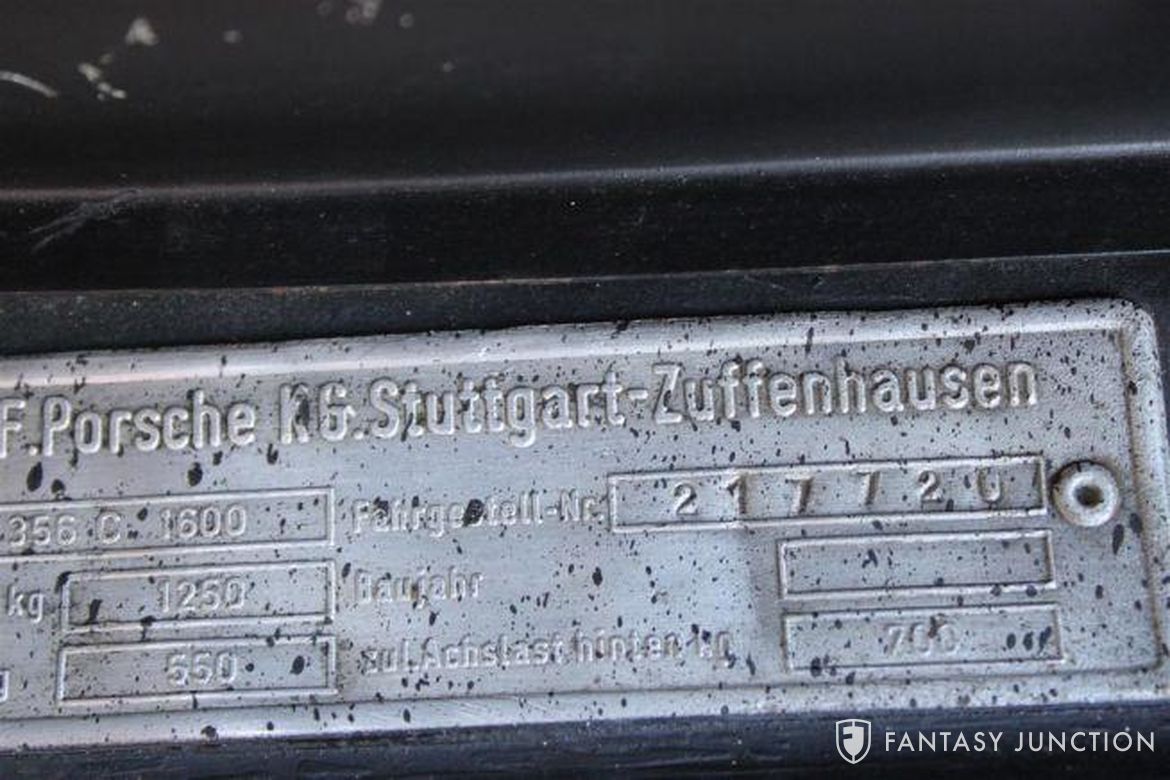 F. Porsche KG. Stuttgart-Zuffenhausen
356 C 1600 Fahrgestell-Nr. 217720
kg 1250 Baujahr
550 zul. Achslast hinten kg 700
FANTASY JUNCTION